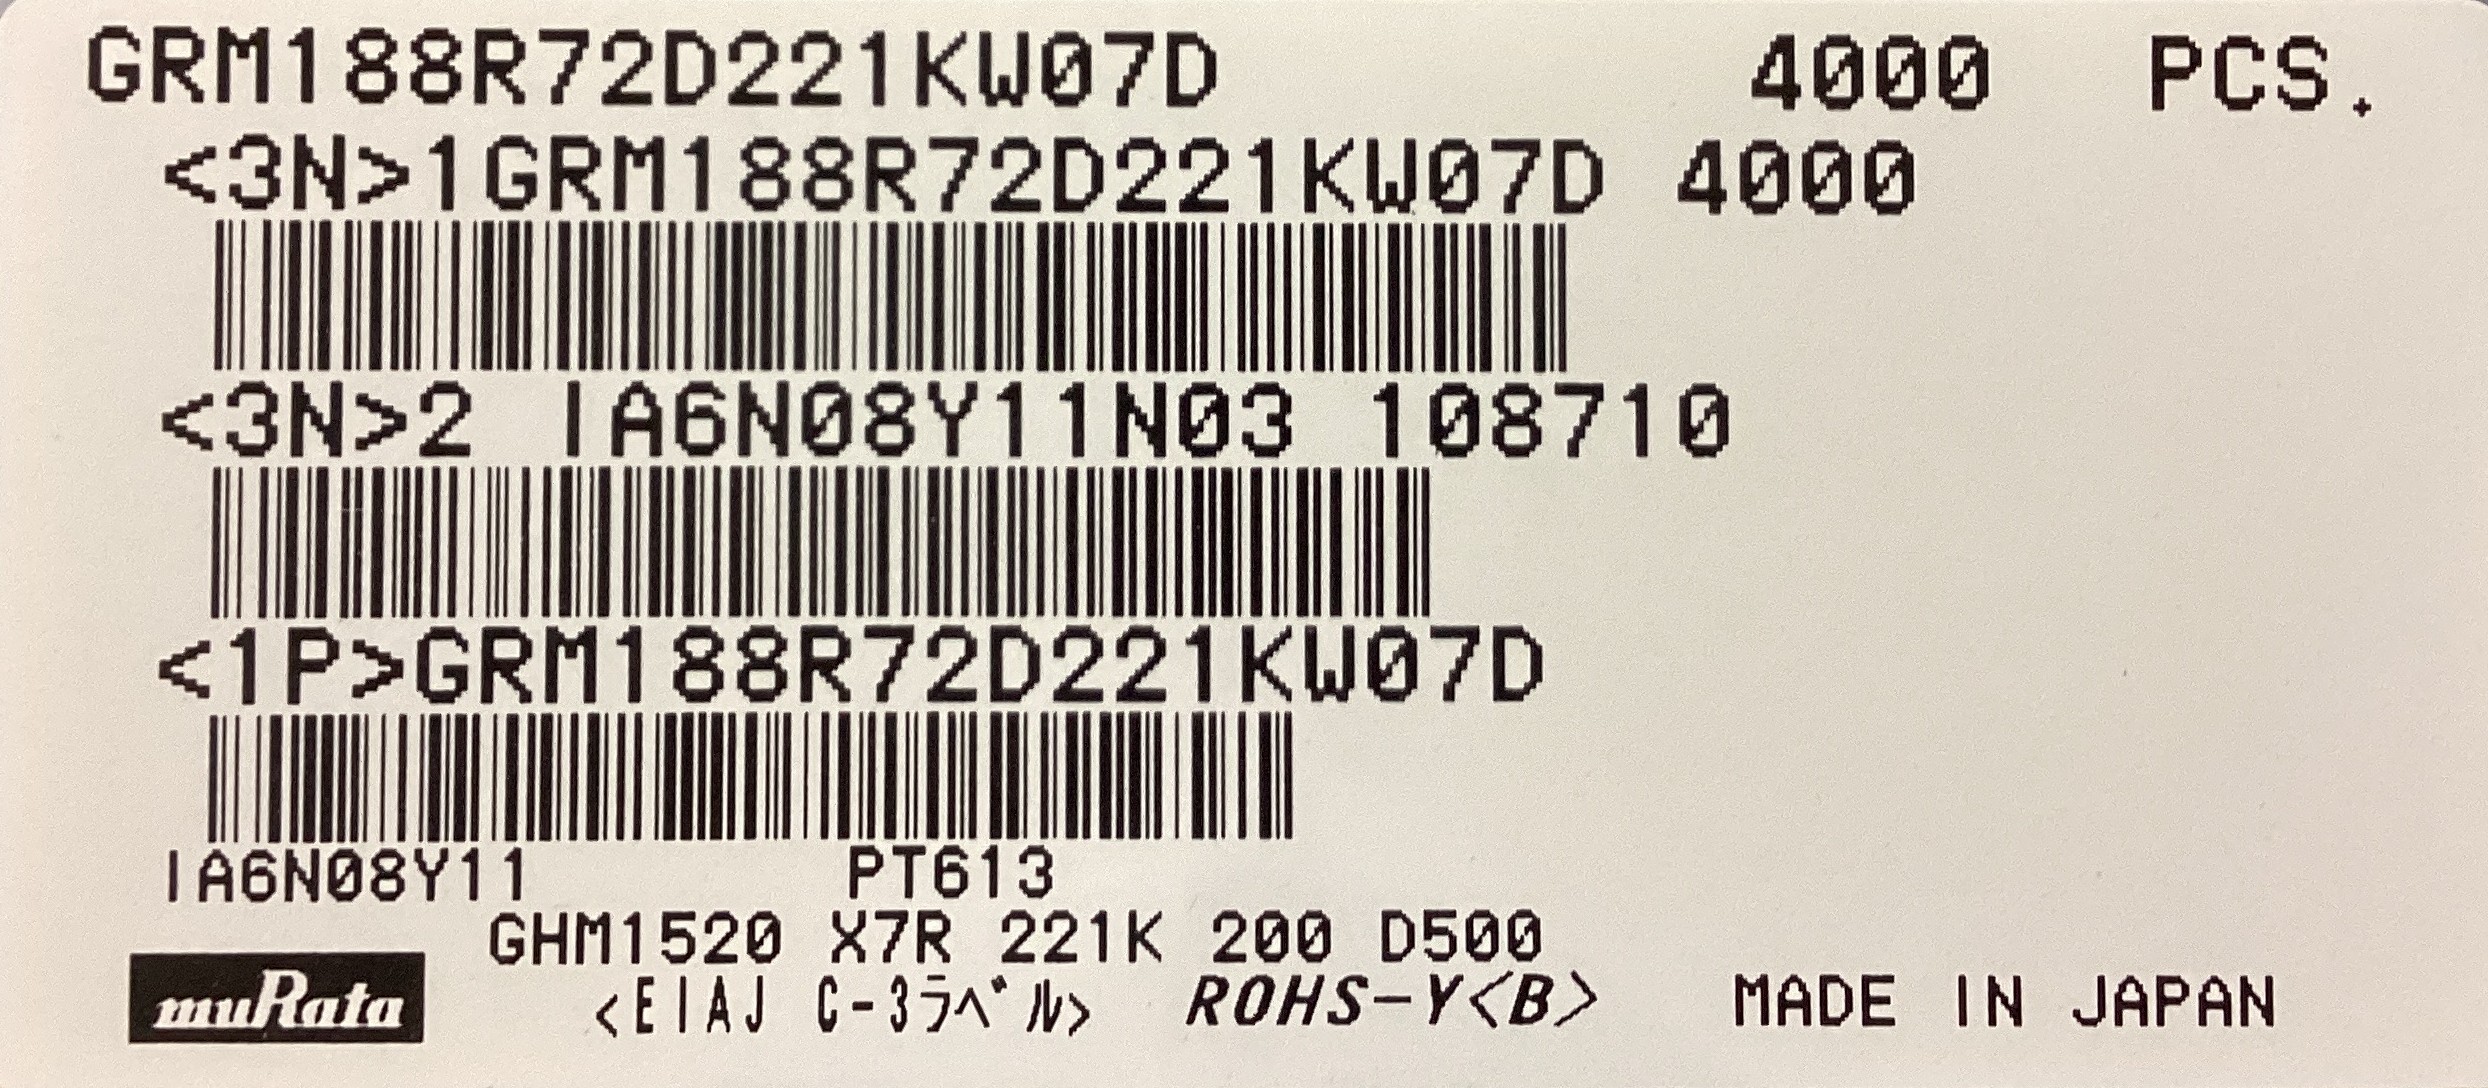 GRM188R72D221KW07D 4000 PCS.
<3N>1GRM188R72D221KW07D 4000
<3N>2 IA6N08Y11N03 108710
<1P>GRM188R72D221KW07D
IA6N08Y11 PT613
GHM1520 X7R 221K 200 D500
muRata <EIAJ C-3ラベル> ROHS-Y<B> MADE IN JAPAN